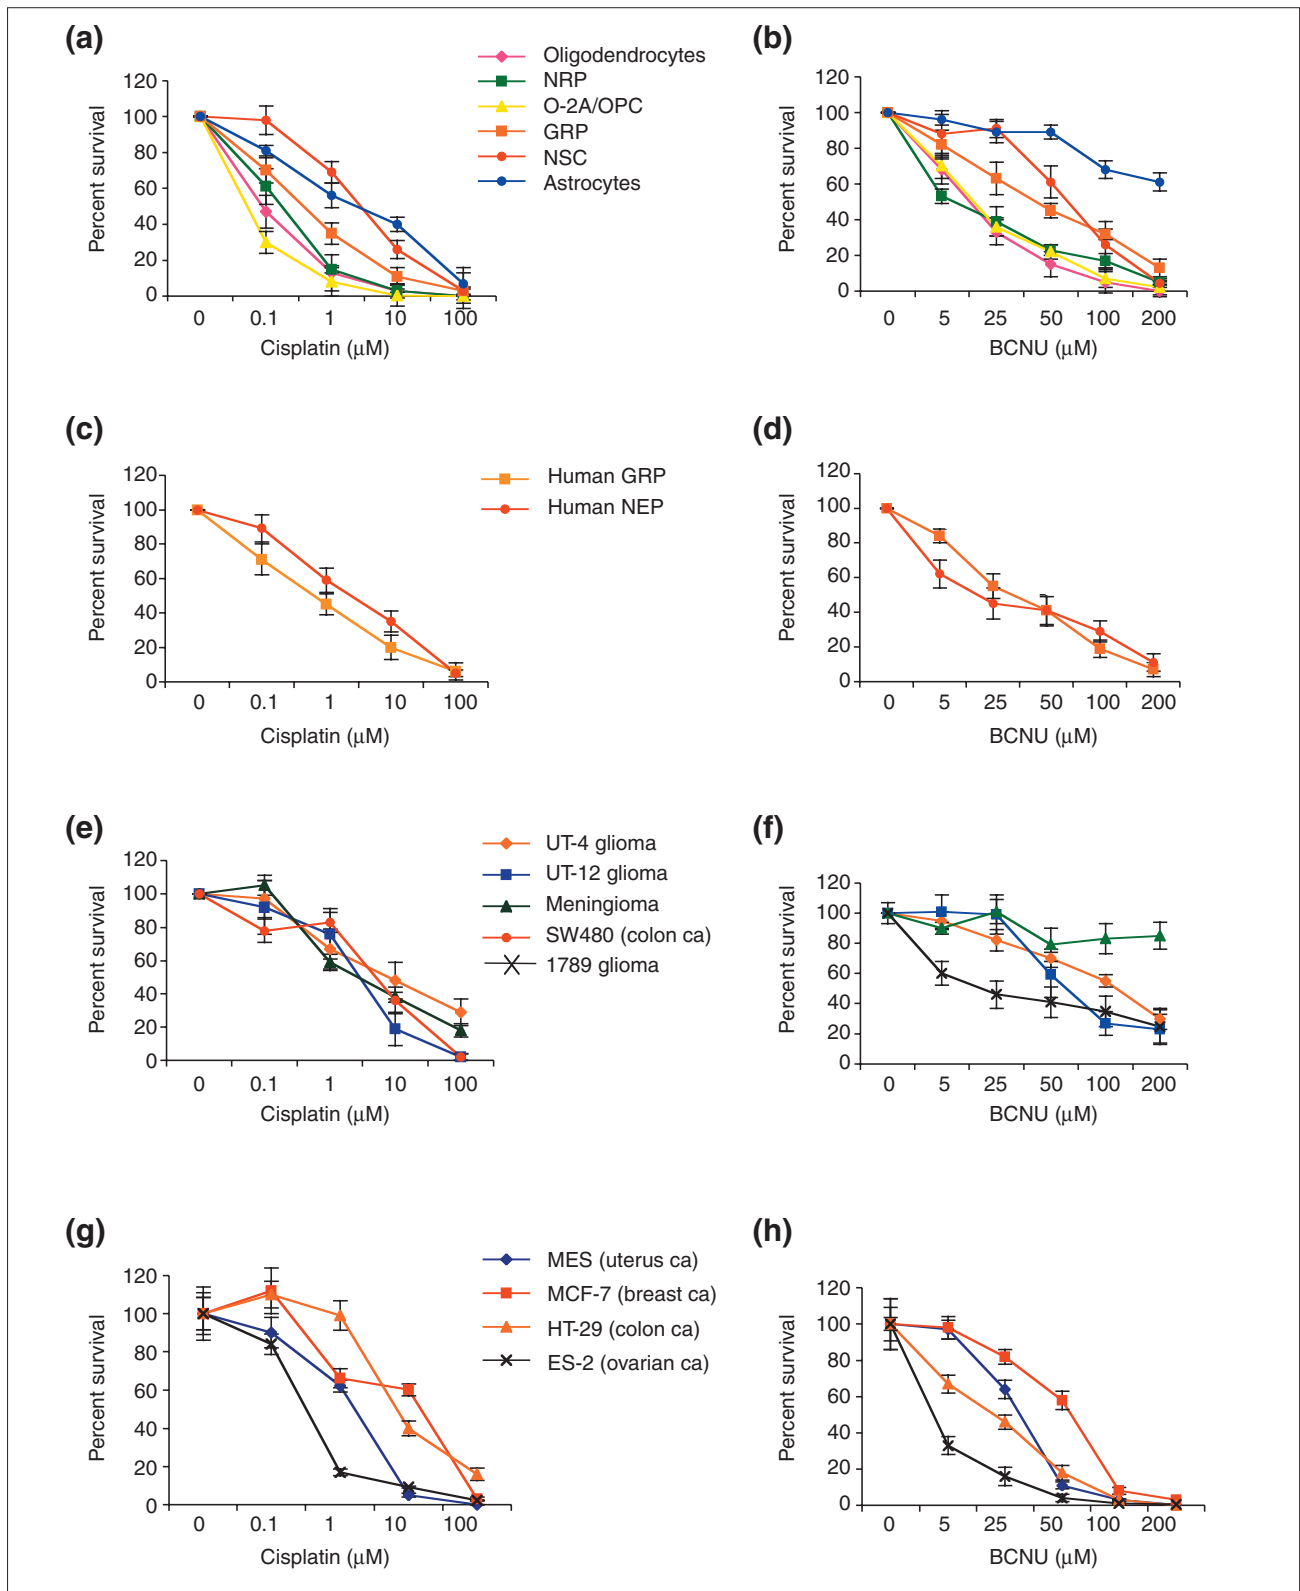 (a)
Oligodendrocytes
NRP
O-2A/OPC
GRP
NSC
Astrocytes
Percent survival
120
100
80
60
40
20
0
0 0.1 1 10 100
Cisplatin (μM)
(b)
Percent survival
120
100
80
60
40
20
0
0 5 25 50 100 200
BCNU (μM)
(c)
Human GRP
Human NEP
Percent survival
120
100
80
60
40
20
0
0 0.1 1 10 100
Cisplatin (μM)
(d)
Percent survival
120
100
80
60
40
20
0
0 5 25 50 100 200
BCNU (μM)
(e)
UT-4 glioma
UT-12 glioma
Meningioma
SW480 (colon ca)
1789 glioma
Percent survival
120
100
80
60
40
20
0
0 0.1 1 10 100
Cisplatin (μM)
(f)
Percent survival
120
100
80
60
40
20
0
0 5 25 50 100 200
BCNU (μM)
(g)
MES (uterus ca)
MCF-7 (breast ca)
HT-29 (colon ca)
ES-2 (ovarian ca)
Percent survival
120
100
80
60
40
20
0
0 0.1 1 10 100
Cisplatin (μM)
(h)
Percent survival
120
100
80
60
40
20
0
0 5 25 50 100 200
BCNU (μM)